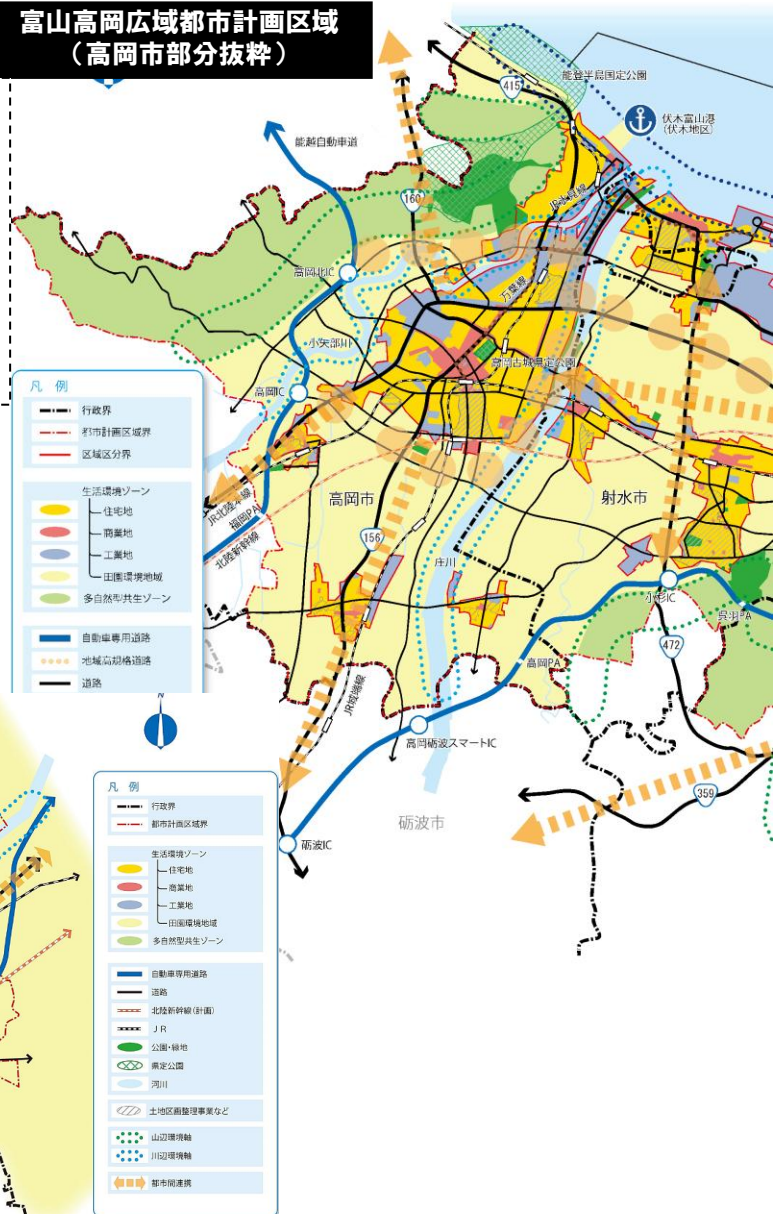 富山高岡広域都市計画区域
（高岡市部分抜粋）
能登半島国定公園
415
伏木富山港
(伏木地区)
能越自動車道
160
JR氷見線
高岡北IC
万葉線
小矢部川
高岡古城県定公園
高岡IC
凡 例
行政界
都市計画区域界
区域区分界
生活環境ゾーン
住宅地
商業地
工業地
田園環境地域
多自然型共生ゾーン
自動車専用道路
地域高規格道路
道路
高岡市
射水市
JR北陸本線
福岡PA
北陸新幹線
156
庄川
小杉IC
呉羽PA
472
高岡PA
JR城端線
高岡砺波スマートIC
359
砺波市
砺波IC
N
凡 例
行政界
都市計画区域界
生活環境ゾーン
住宅地
商業地
工業地
田園環境地域
多自然型共生ゾーン
自動車専用道路
道路
北陸新幹線(計画)
ＪＲ
公園・緑地
県定公園
河川
土地区画整理事業など
山辺環境軸
川辺環境軸
都市間連携